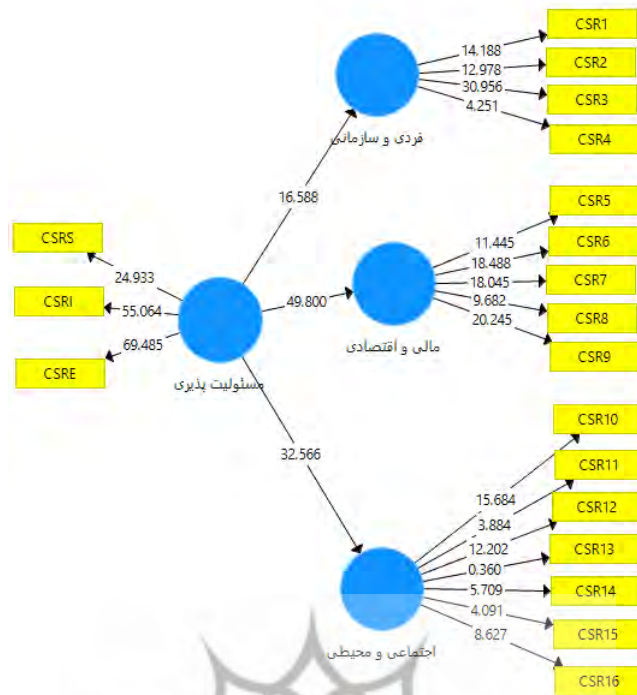 CSR1
14.188
CSR2
12.978
CSR3
30.956
4.251
CSR4
فردی و سازمانی
16.588
CSR5
11.445
CSR6
18.488
CSR7
18.045
9.682
CSR8
20.245
CSR9
مالی و اقتصادی
49.800
CSRS
24.933
CSRI
55.064
69.485
CSRE
مسئولیت پذیری
32.566
CSR10
15.684
CSR11
3.884
CSR12
12.202
CSR13
0.360
CSR14
5.709
4.091
CSR15
8.627
CSR16
اجتماعی و محیطی